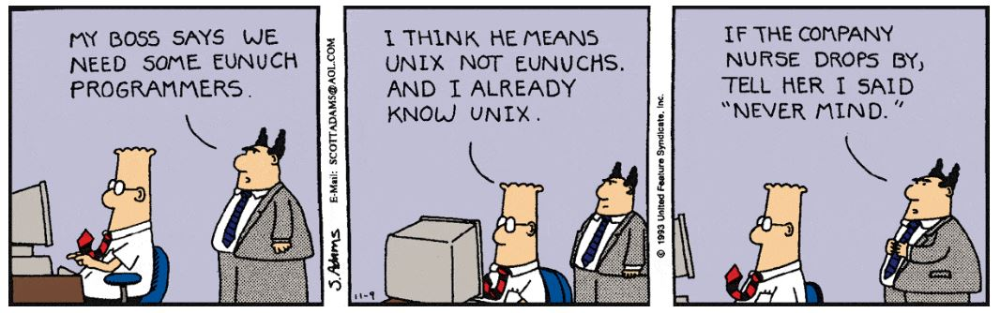 MY BOSS SAYS WE
NEED SOME EUNUCH
PROGRAMMERS.
E-Mail: SCOTTADAMS@AOL.COM
S. Adams
I THINK HE MEANS
UNIX NOT EUNUCHS.
AND I ALREADY
KNOW UNIX.
11-9
© 1993 United Feature Syndicate, Inc.
IF THE COMPANY
NURSE DROPS BY,
TELL HER I SAID
"NEVER MIND."